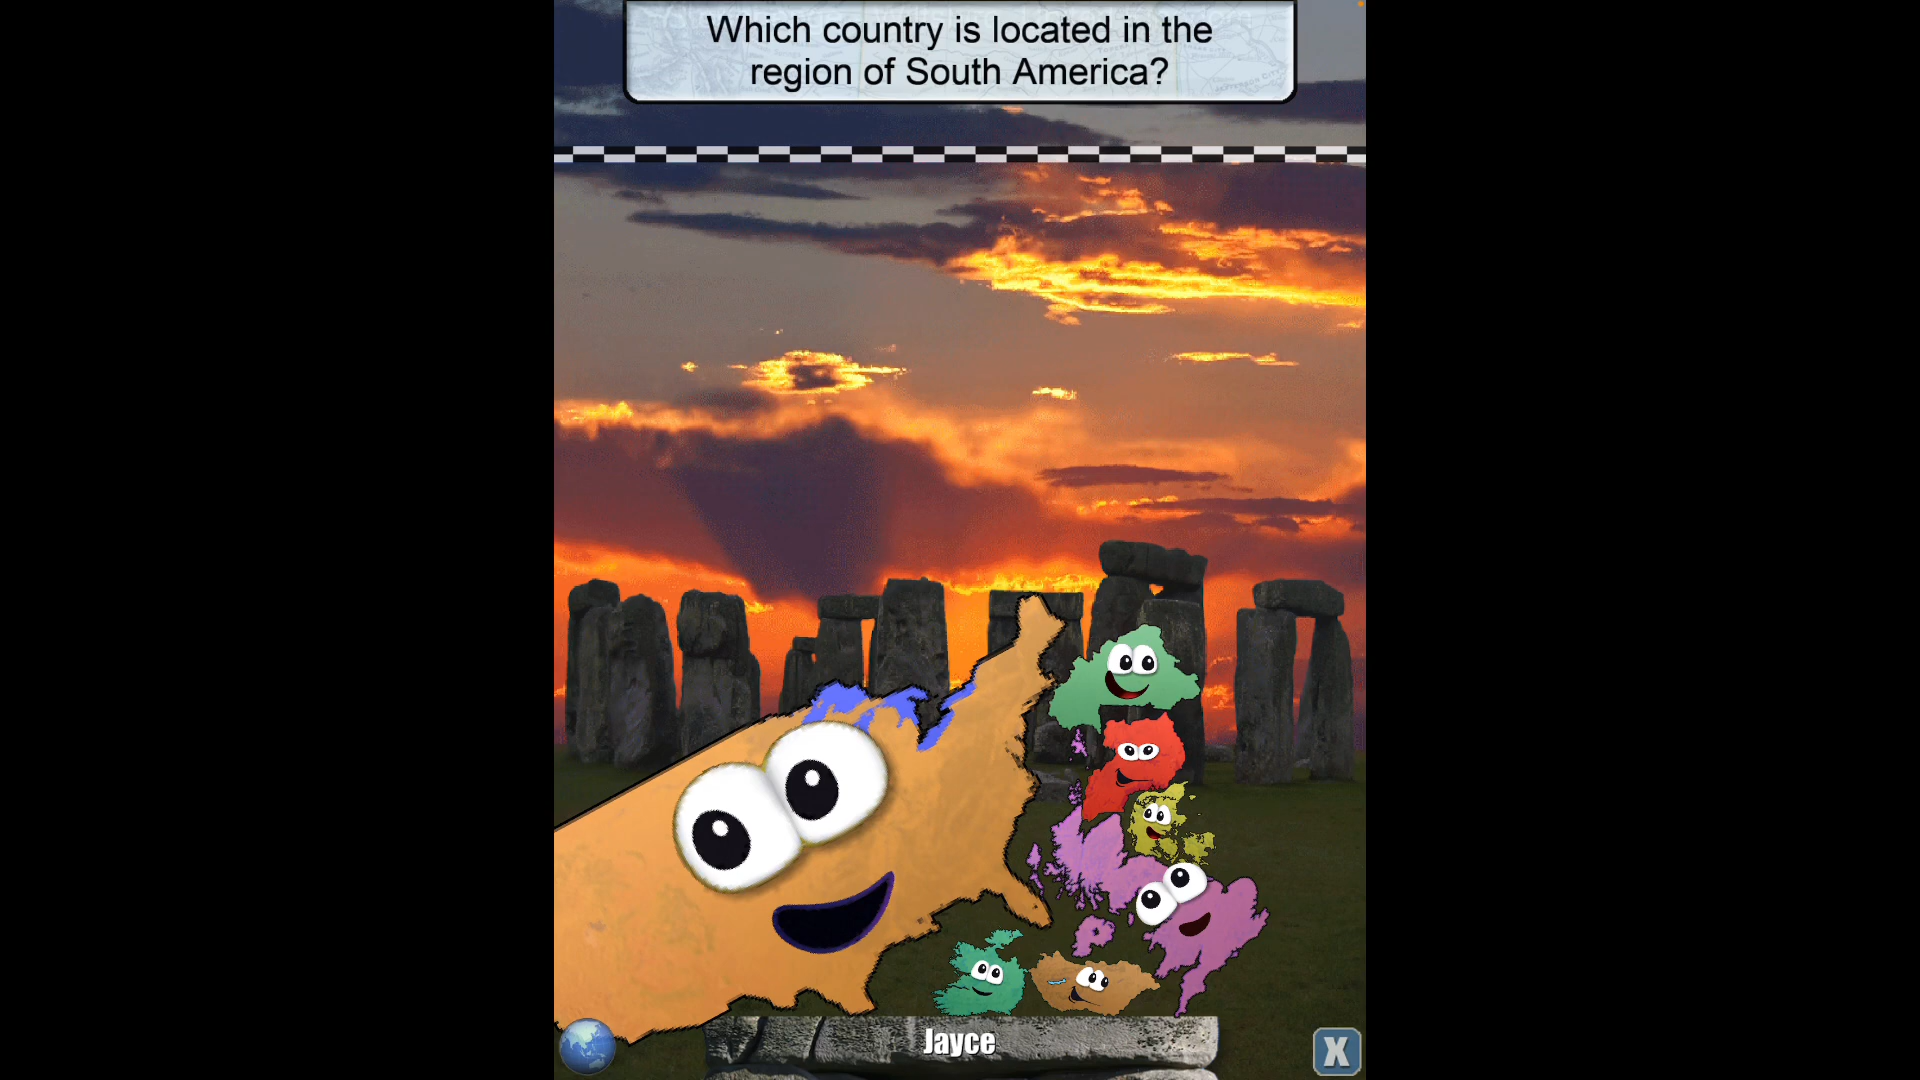 Which country is located in the
region of South America?
Jayce
X